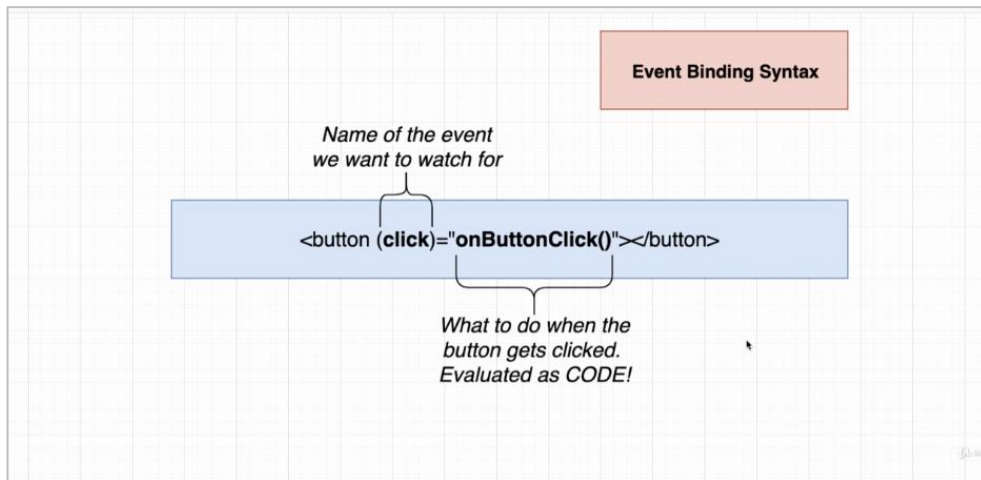 Event Binding Syntax
Name of the event
we want to watch for
<button (click)="onButtonClick()"></button>
What to do when the
button gets clicked.
Evaluated as CODE!